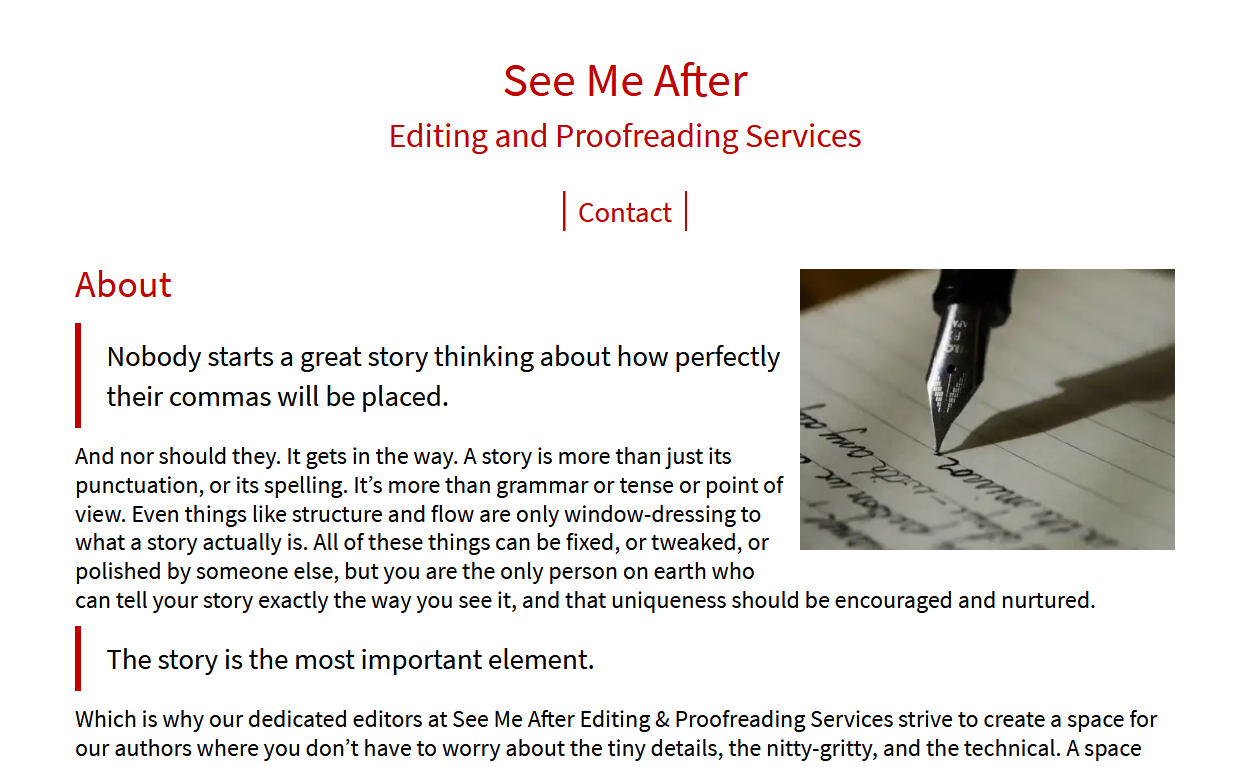 See Me After
Editing and Proofreading Services
Contact
About
Nobody starts a great story thinking about how perfectly
their commas will be placed.
And nor should they. It gets in the way. A story is more than just its
punctuation, or its spelling. It’s more than grammar or tense or point of
view. Even things like structure and flow are only window-dressing to
what a story actually is. All of these things can be fixed, or tweaked, or
polished by someone else, but you are the only person on earth who
can tell your story exactly the way you see it, and that uniqueness should be encouraged and nurtured.
The story is the most important element.
Which is why our dedicated editors at See Me After Editing & Proofreading Services strive to create a space for
our authors where you don’t have to worry about the tiny details, the nitty-gritty, and the technical. A space